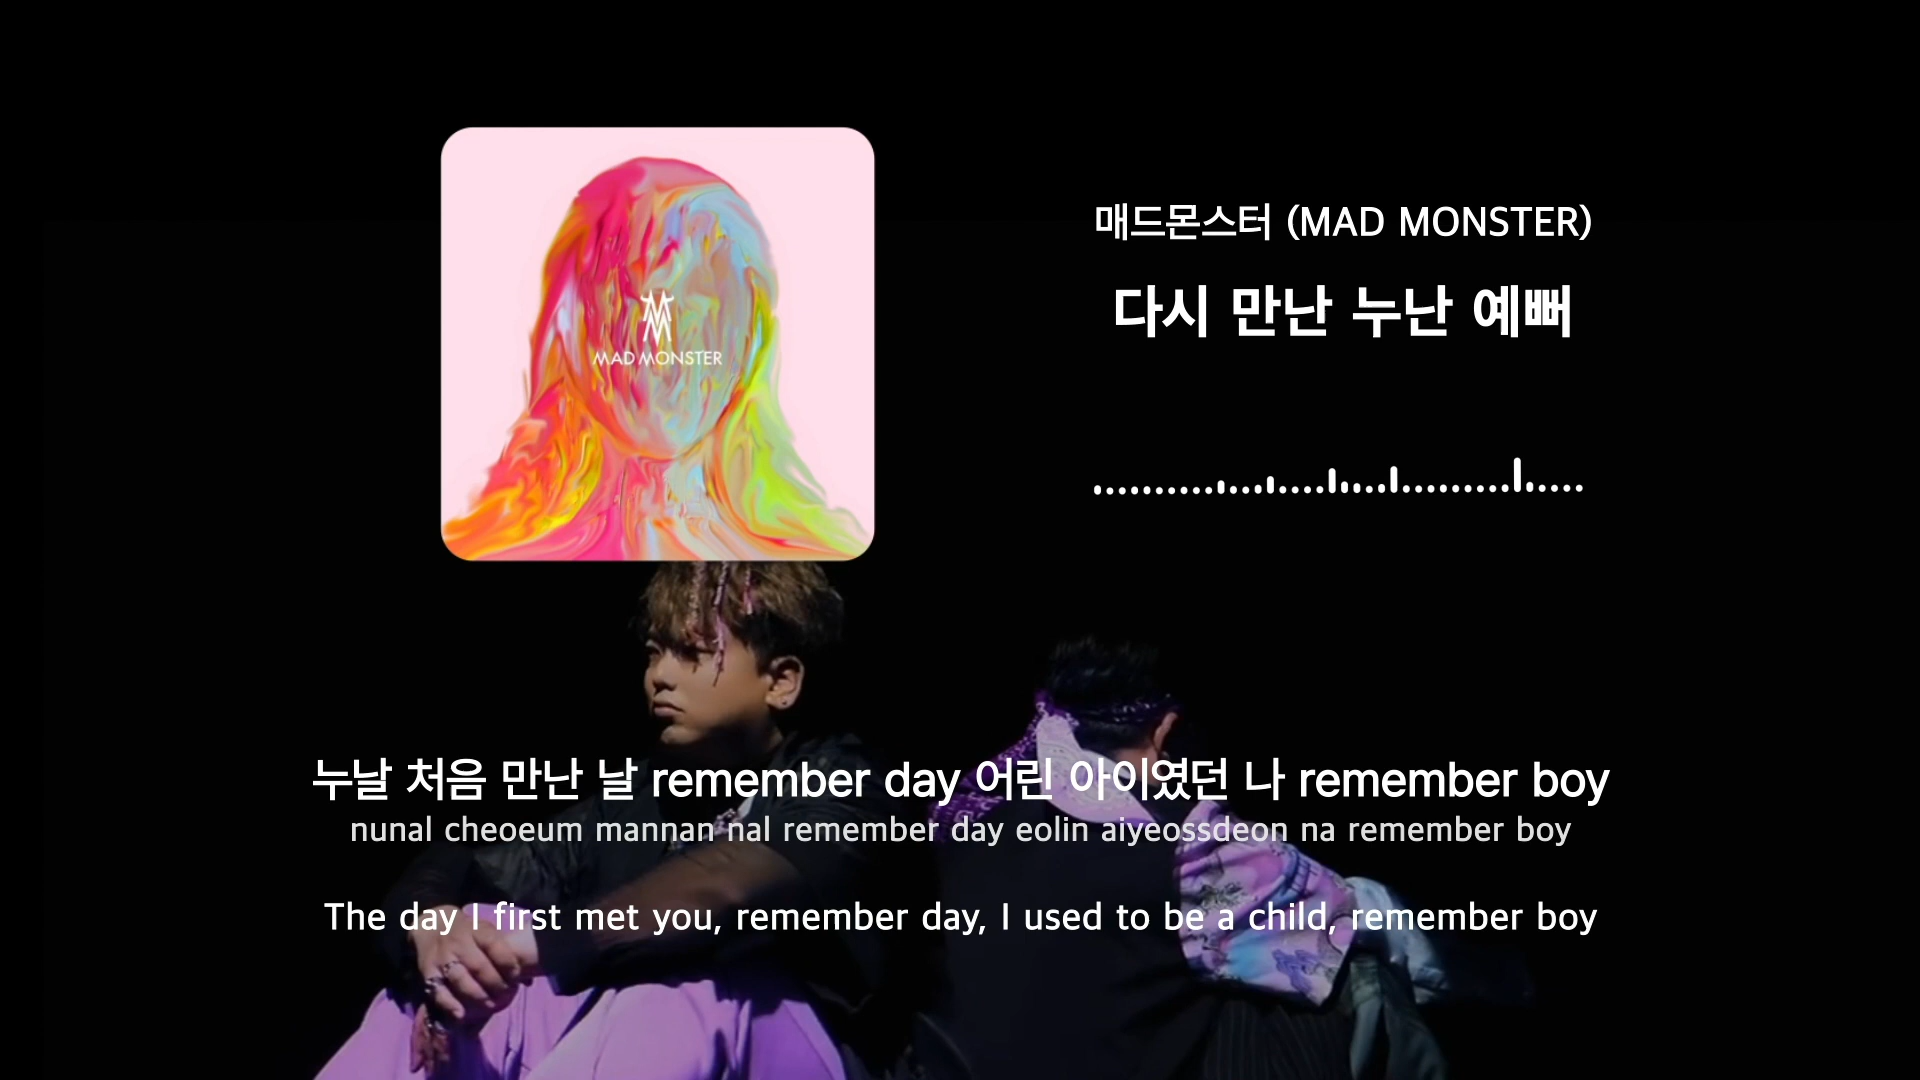 MAD MONSTER
매드몬스터 (MAD MONSTER)
다시 만난 누난 예뻐
누날 처음 만난 날 remember day 어린 아이였던 나 remember boy
nunal cheoeum mannan nal remember day eolin aiyeossdeon na remember boy
The day I first met you, remember day, I used to be a child, remember boy